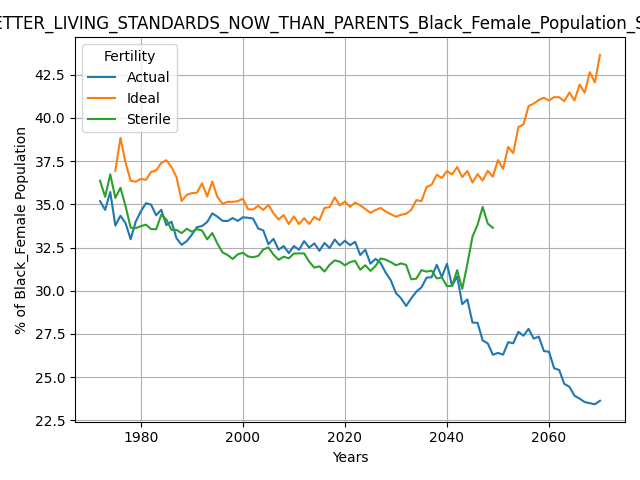 ETTER_LIVING_STANDARDS_NOW_THAN_PARENTS_Black_Female_Population_S
Fertility
Actual
Ideal
Sterile
% of Black_Female Population
42.5
40.0
37.5
35.0
32.5
30.0
27.5
25.0
22.5
1980
2000
2020
2040
2060
Years